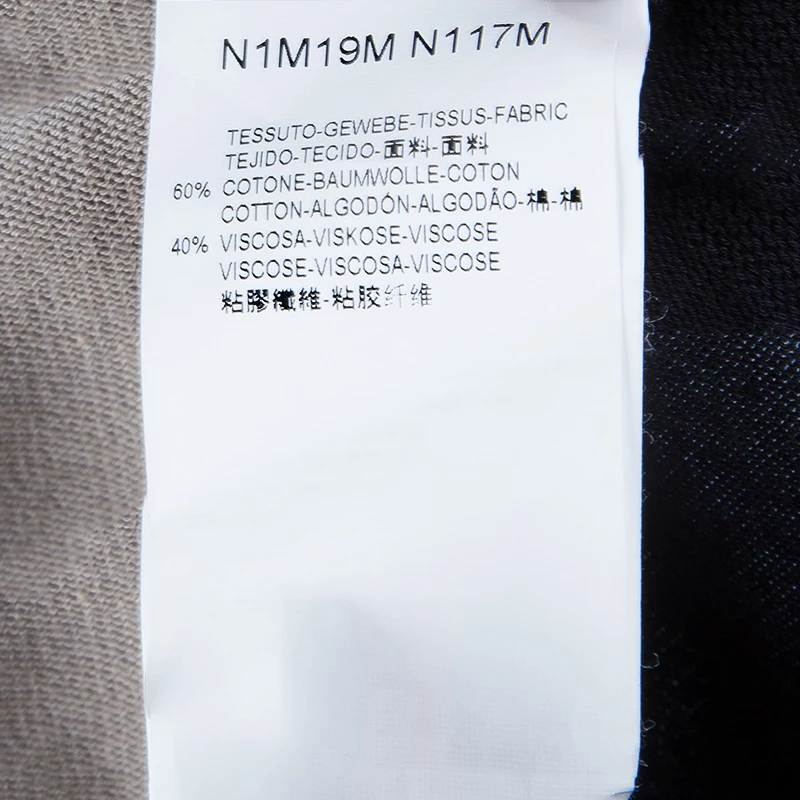 N1M19M N117M
TESSUTO-GEWEBE-TISSUS-FABRIC
TEJIDO-TECIDO-面料-面料
60% COTONE-BAUMWOLLE-COTON
COTTON-ALGODÓN-ALGODÃO-棉-棉
40% VISCOSA-VISKOSE-VISCOSE
VISCOSE-VISCOSA-VISCOSE
粘膠纖維-粘胶纤维